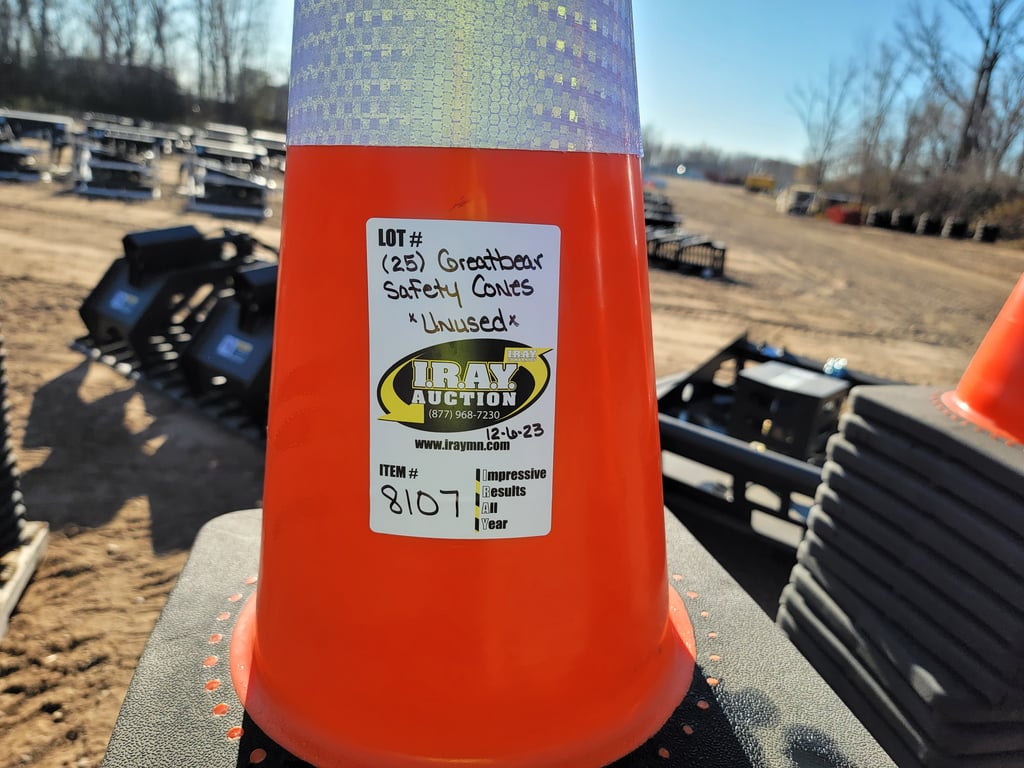 LOT #
(25) Greatbear
Safety Cones
*Unused*
I.RAY
I.R.A.Y.
AUCTION
(877) 968-7230
12-6-23
www.iraymn.com
ITEM #
8107
Impressive
Results
All
Year